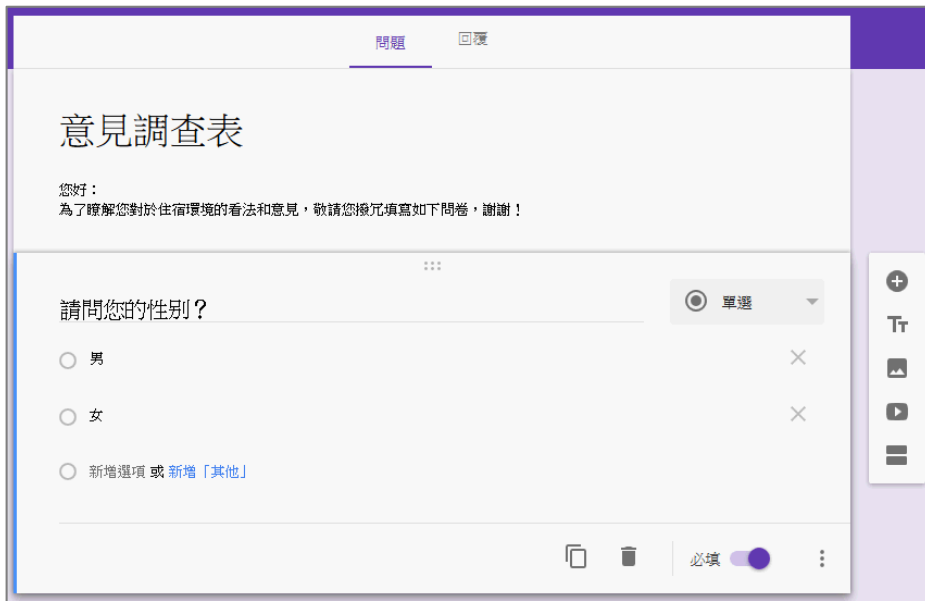 問題 回覆
意見調查表
您好：
為了瞭解您對於住宿環境的看法和意見，敬請您撥冗填寫如下問卷，謝謝！
請問您的性別？ 單選
男
女
新增選項 或 新增「其他」
必填